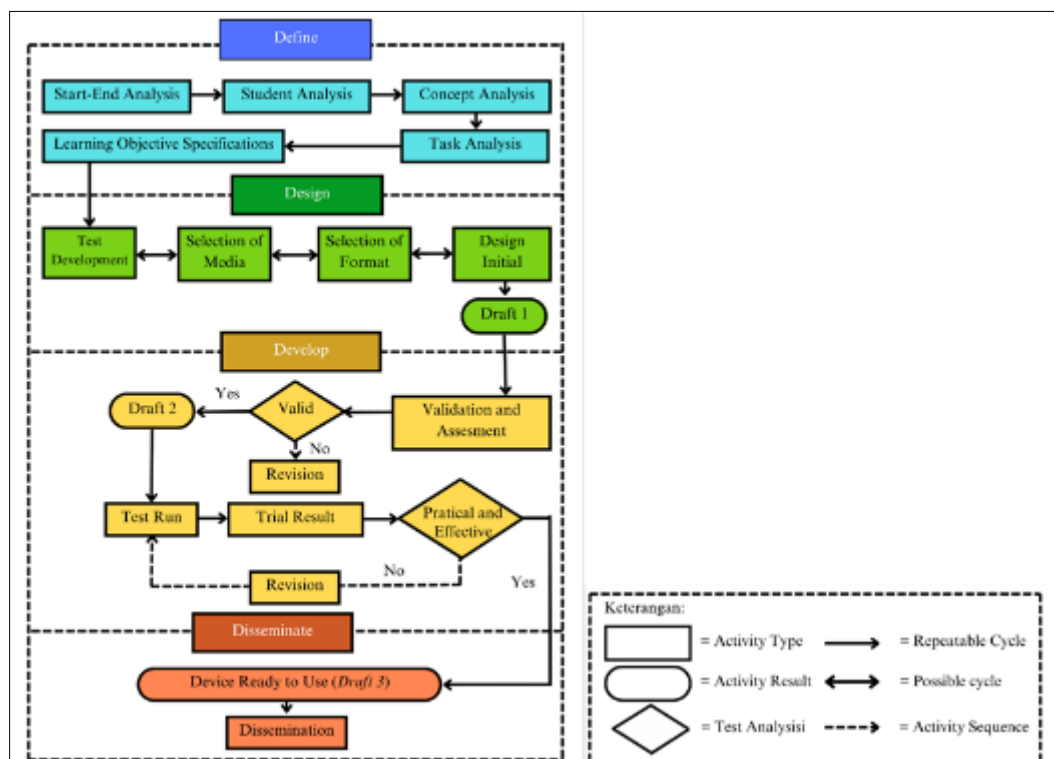 Define
Start-End Analysis
Student Analysis
Concept Analysis
Learning Objective Specifications
Task Analysis
Design
Test
Development
Selection of
Media
Selection of
Format
Design
Initial
Draft 1
Develop
Yes
Draft 2
Valid
Validation and
Assesment
No
Revision
Test Run
Trial Result
Pratical and
Effective
No
Revision
Yes
Disseminate
Device Ready to Use (Draft 3)
Dissemination
Keterangan:
= Activity Type
= Repeatable Cycle
= Activity Result
= Possible cycle
= Test Analysisi
= Activity Sequence